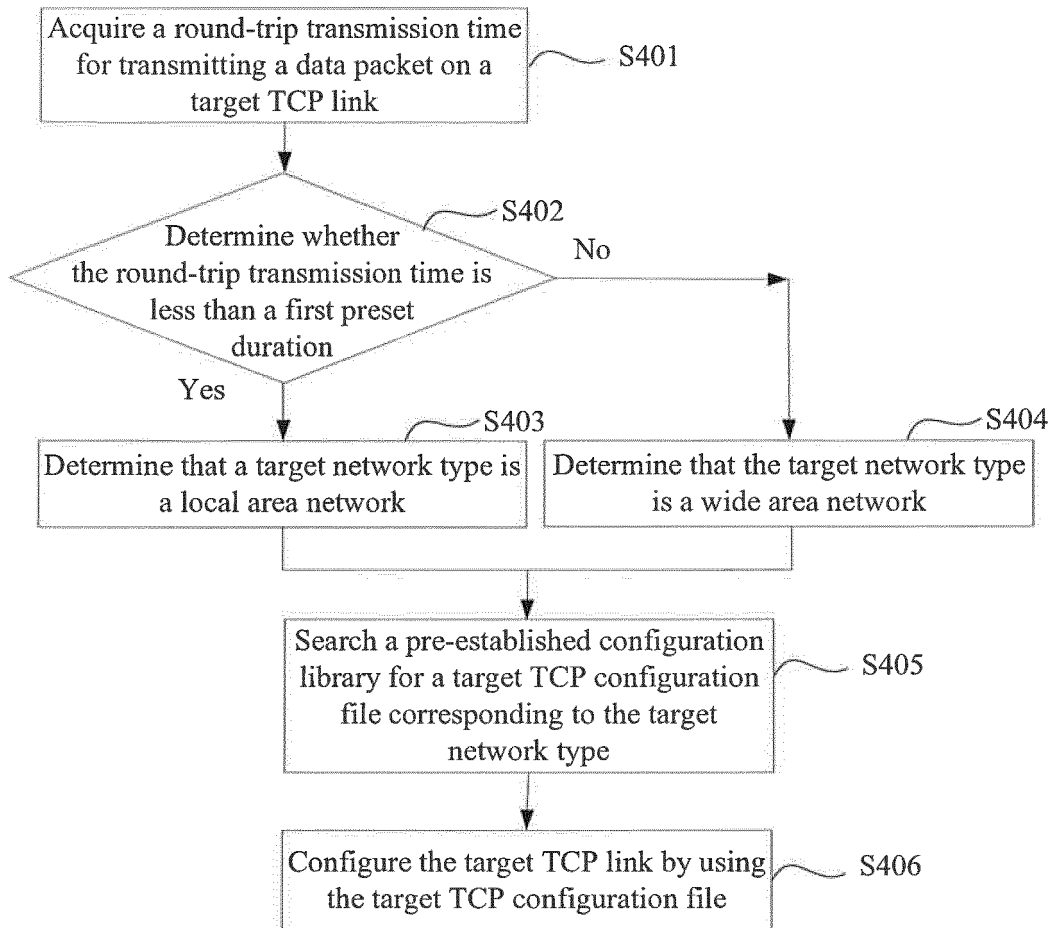 Acquire a round-trip transmission time
for transmitting a data packet on a
target TCP link
S401
S402
Determine whether
the round-trip transmission time is
less than a first preset
duration
No
Yes
S403
Determine that a target network type is
a local area network
S404
Determine that the target network type
is a wide area network
Search a pre-established configuration
library for a target TCP configuration
file corresponding to the target
network type
S405
Configure the target TCP link by using
the target TCP configuration file
S406